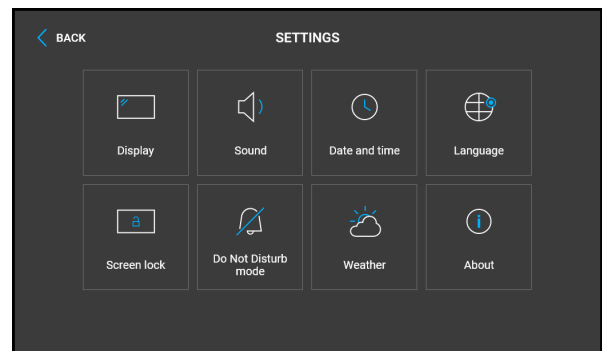 BACK
SETTINGS
Display
Sound
Date and time
Language
Screen lock
Do Not Disturb
mode
Weather
About